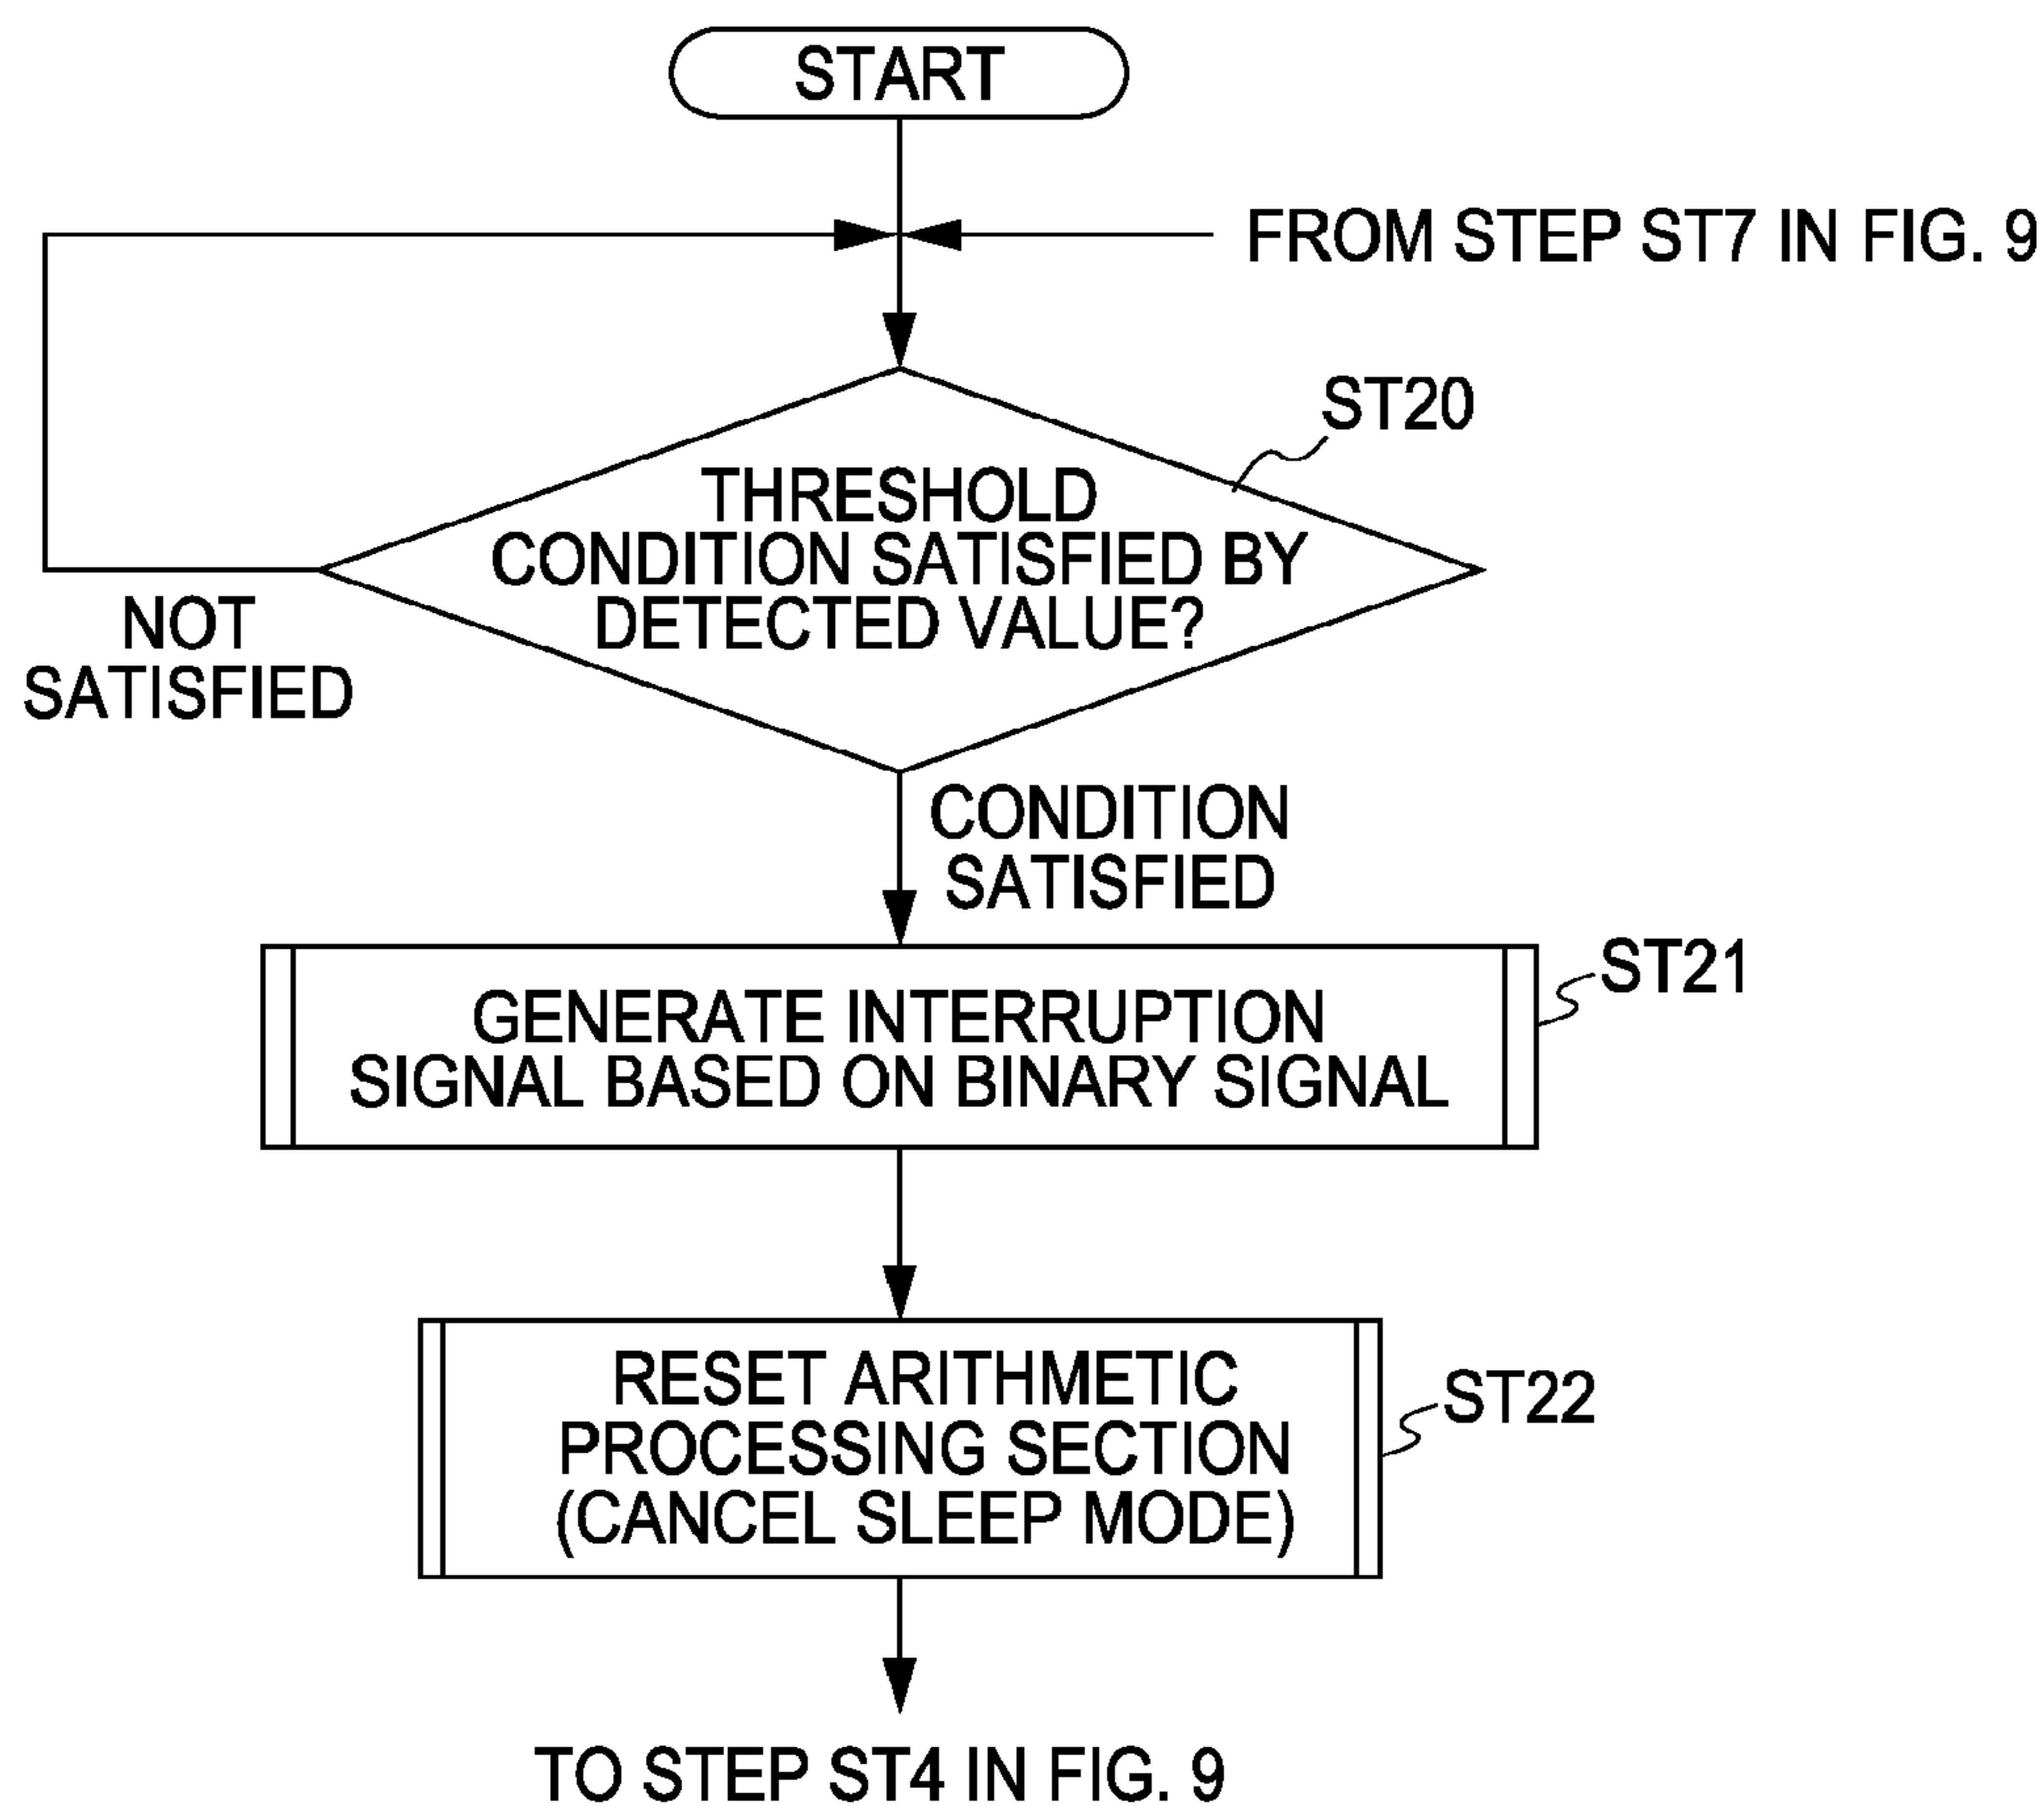 START
FROM STEP ST7 IN FIG. 9
ST20
THRESHOLD
CONDITION SATISFIED BY
DETECTED VALUE?
NOT
SATISFIED
CONDITION
SATISFIED
ST21
GENERATE INTERRUPTION
SIGNAL BASED ON BINARY SIGNAL
RESET ARITHMETIC
PROCESSING SECTION
(CANCEL SLEEP MODE)
ST22
TO STEP ST4 IN FIG. 9